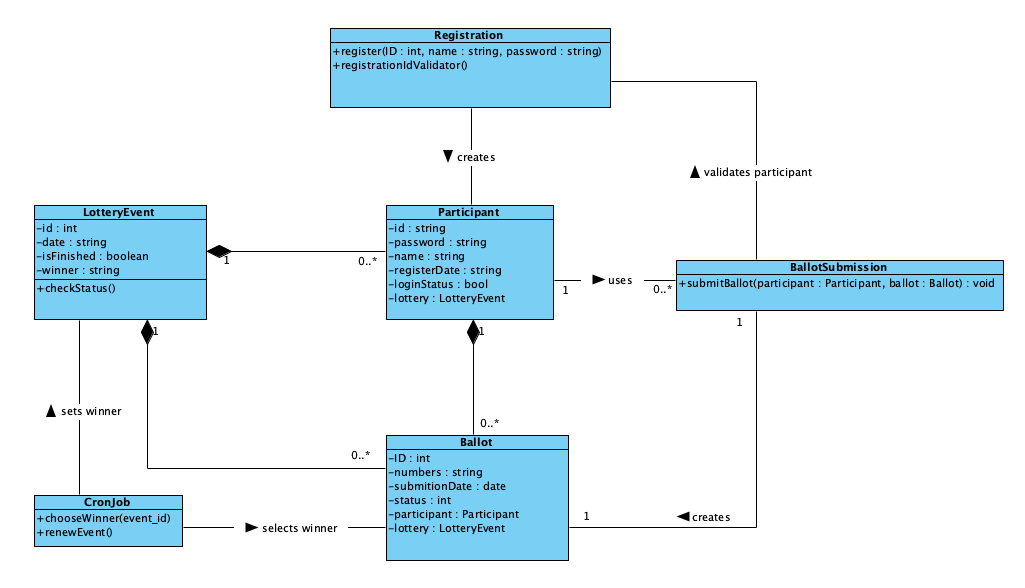 Registration
+register(ID : int, name : string, password : string)
+registrationIdValidator()
creates
validates participant
LotteryEvent
-id : int
-date : string
-isFinished : boolean
-winner : string
+checkStatus()
1
0..*
Participant
-id : string
-password : string
-name : string
-registerDate : string
-loginStatus : bool
-lottery : LotteryEvent
1
uses
0..*
BallotSubmission
+submitBallot(participant : Participant, ballot : Ballot) : void
1
1
1
sets winner
0..*
0..*
Ballot
-ID : int
-numbers : string
-submitionDate : date
-status : int
-participant : Participant
-lottery : LotteryEvent
CronJob
+chooseWinner(event_id)
+renewEvent()
selects winner
1
creates